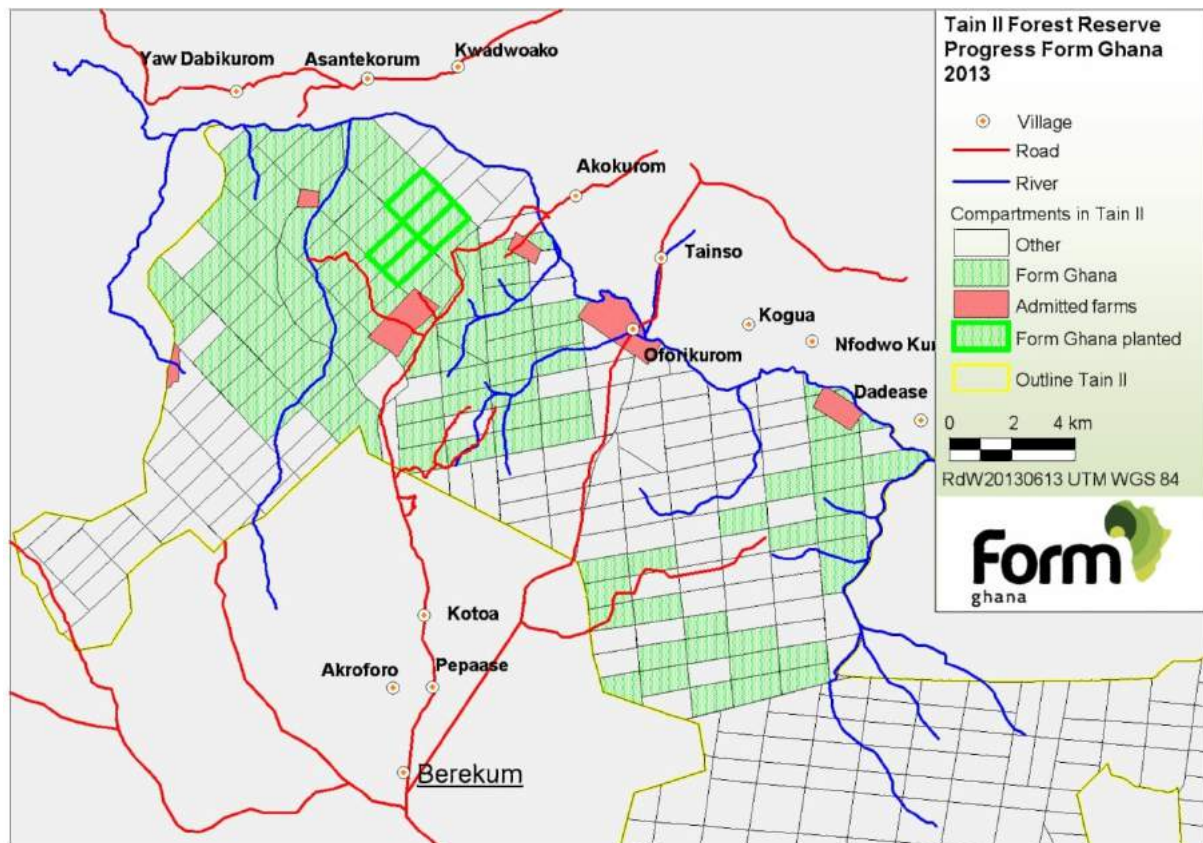 Tain II Forest Reserve
Progress Form Ghana
2013
Village
Road
River
Compartments in Tain II
Other
Form Ghana
Admitted farms
Form Ghana planted
Outline Tain II
0 2 4 km
RdW20130613 UTM WGS 84
Form
ghana
Yaw Dabikurom
Asantekorum
Kwadwoako
Akokurom
Tainso
Kogua
Nfodwo Ku
Oforikurom
Dadease
Kotoa
Akroforo
Pepaase
Berekum